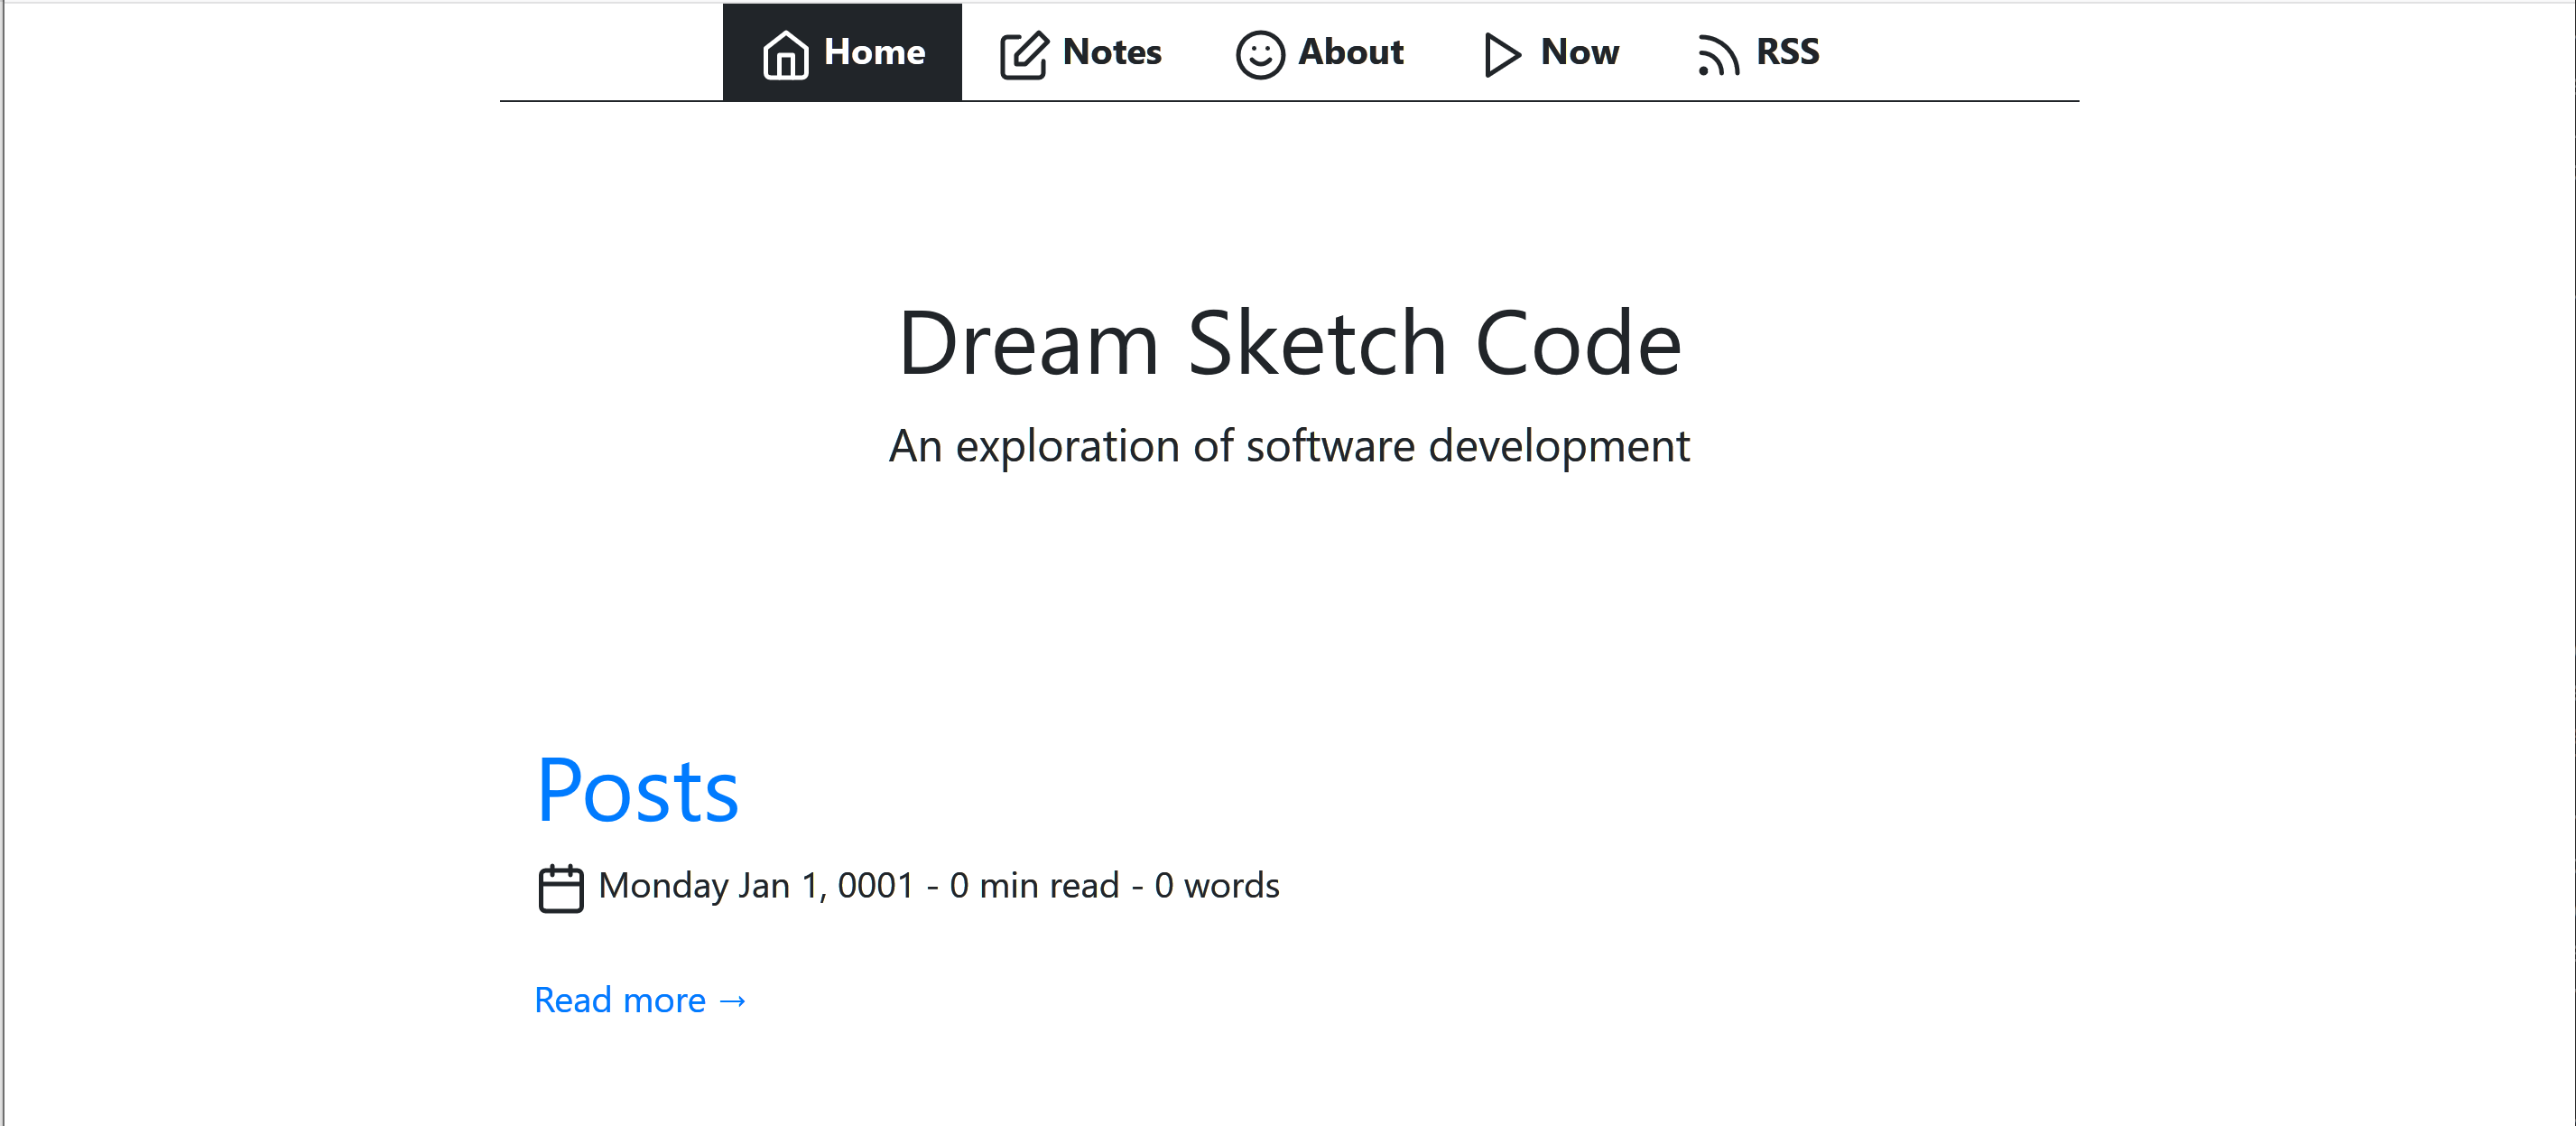 Home Notes About Now RSS
Dream Sketch Code
An exploration of software development
Posts
Monday Jan 1, 0001 - 0 min read - 0 words
Read more →